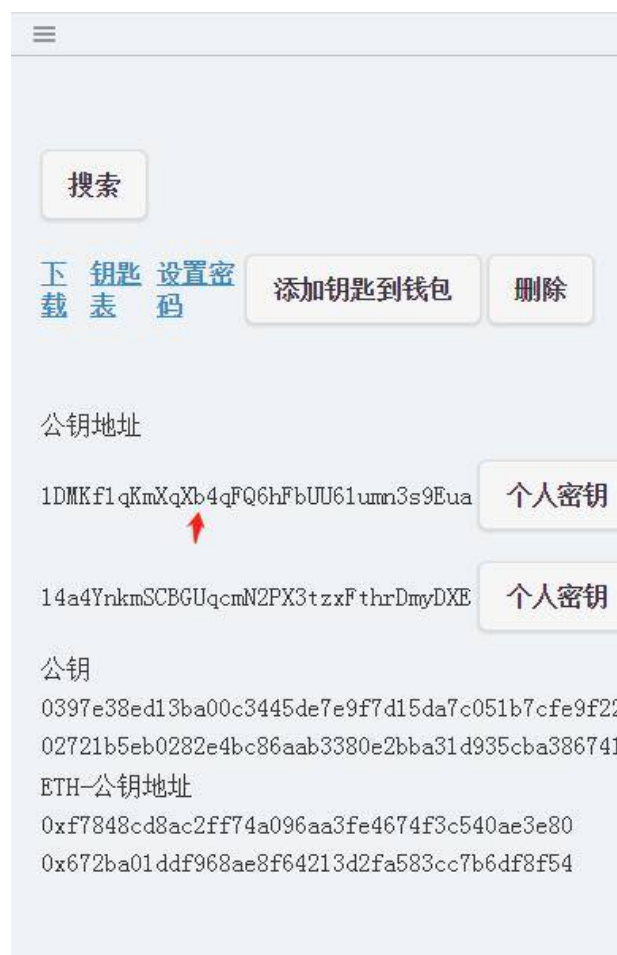 搜索
下载 钥匙表 设置密码 添加钥匙到钱包 删除
公钥地址
1DMKf1qKmXqXb4qFQ6hFbUU61umn3s9Eua 个人密钥
14a4YnkmSCBGUqcmN2PX3tzxFthrDmyDXE 个人密钥
公钥
0397e38ed13ba00c3445de7e9f7d15da7c051b7cfe9f22
02721b5eb0282e4bc86aab3380e2bba31d935cba386741
ETH-公钥地址
0xf7848cd8ac2ff74a096aa3fe4674f3c540ae3e80
0x672ba01ddf968ae8f64213d2fa583cc7b6df8f54